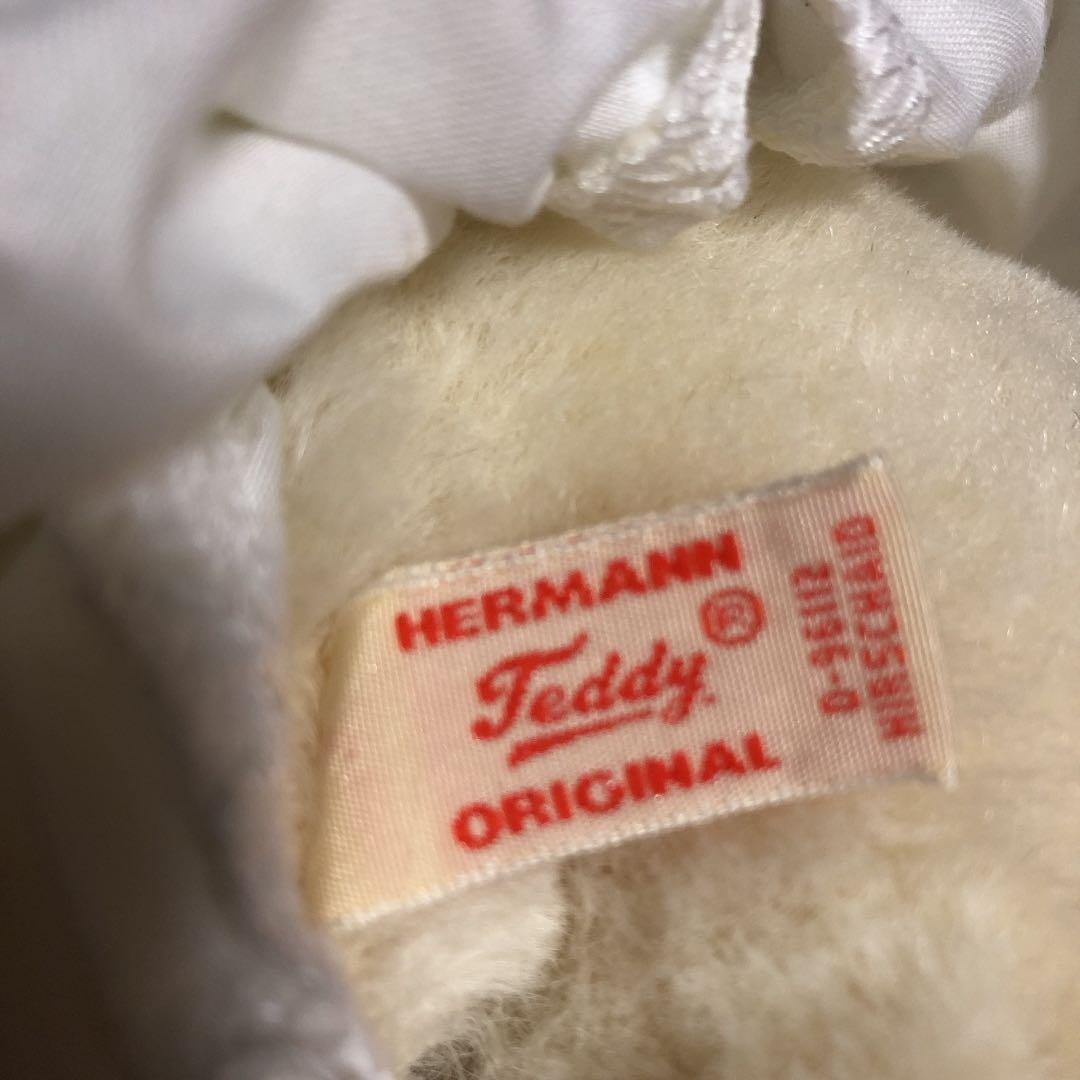 HERMANN
Teddy ®
ORIGINAL
D-96112
HIRSCHAID